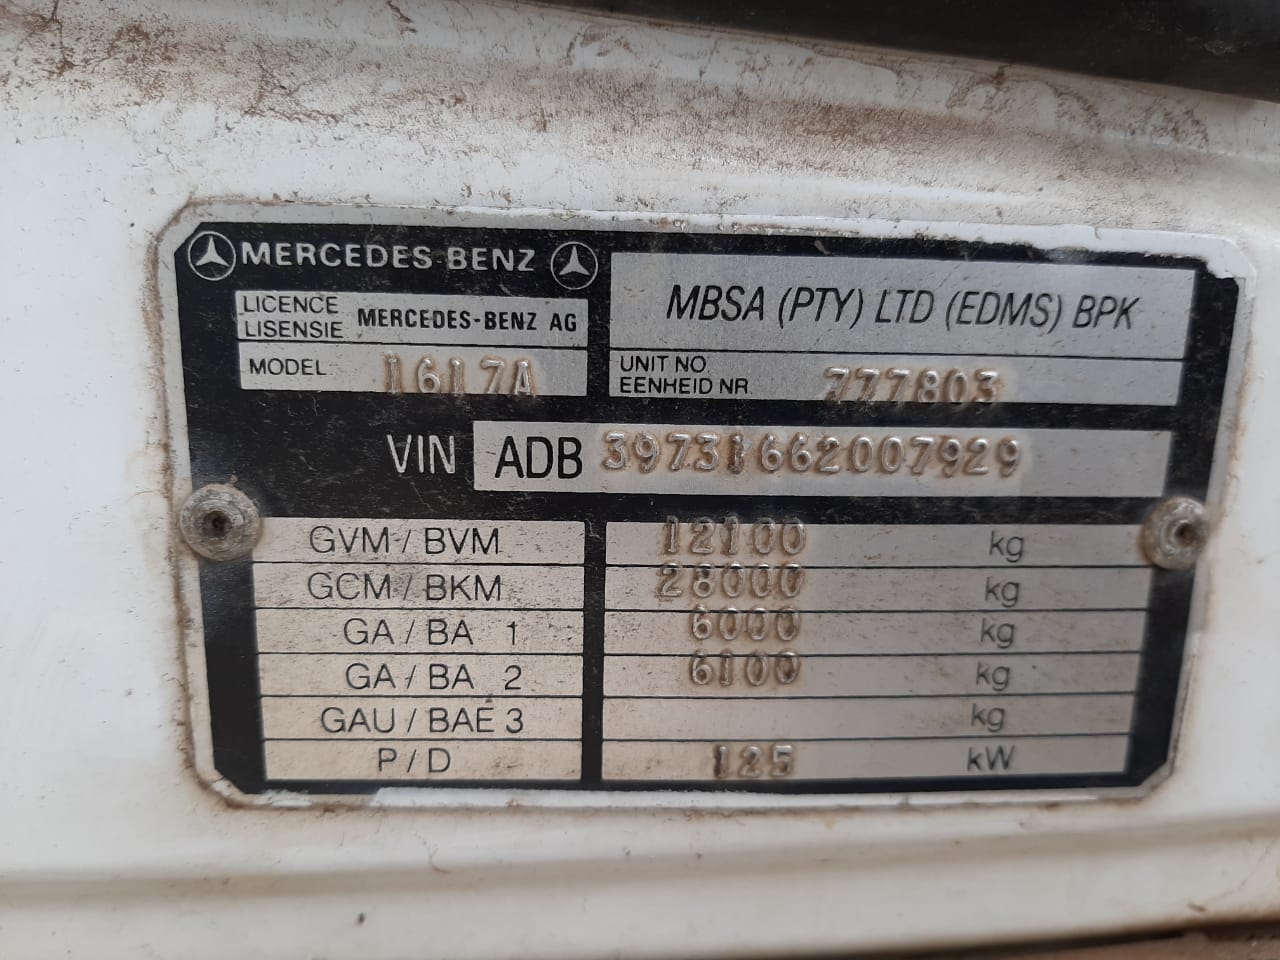 MERCEDES-BENZ
MBSA (PTY) LTD (EDMS) BPK
LICENCE
LISENSIE MERCEDES-BENZ AG
MODEL 1617A
UNIT NO.
EENHEID NR. 777803
VIN ADB 39731662007929
GVM / BVM 12100 kg
GCM / BKM 28000 kg
GA / BA 1 6000 kg
GA / BA 2 6100 kg
GAU / BAE 3 kg
P / D 125 kW